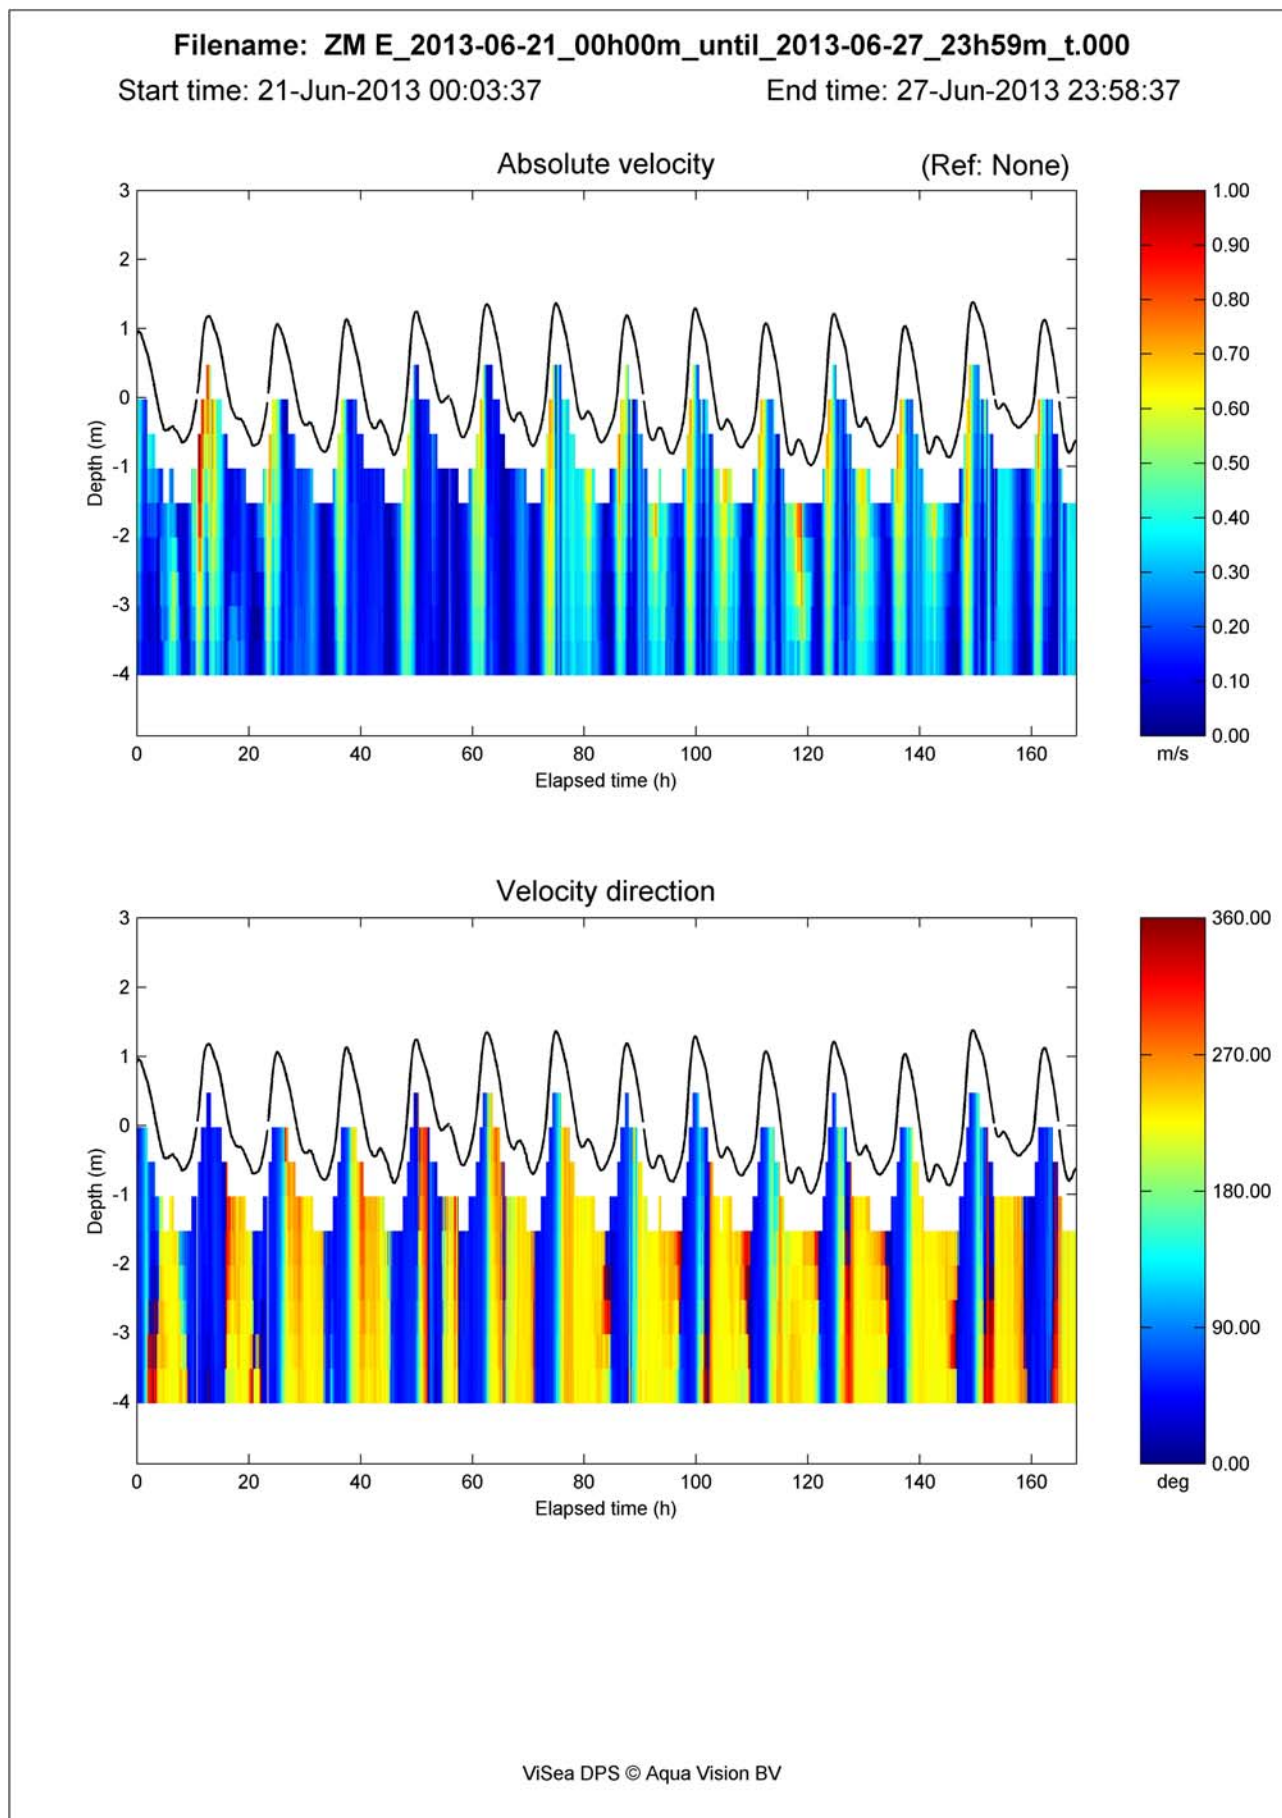 Filename: ZM E_2013-06-21_00h00m_until_2013-06-27_23h59m_t.000
Start time: 21-Jun-2013 00:03:37 End time: 27-Jun-2013 23:58:37
Absolute velocity (Ref: None)
3
2
1
0
-1
-2
-3
-4
Depth (m)
0 20 40 60 80 100 120 140 160
Elapsed time (h)
1.00
0.90
0.80
0.70
0.60
0.50
0.40
0.30
0.20
0.10
0.00
m/s
Velocity direction
3
2
1
0
-1
-2
-3
-4
Depth (m)
0 20 40 60 80 100 120 140 160
Elapsed time (h)
360.00
270.00
180.00
90.00
0.00
deg
ViSea DPS © Aqua Vision BV